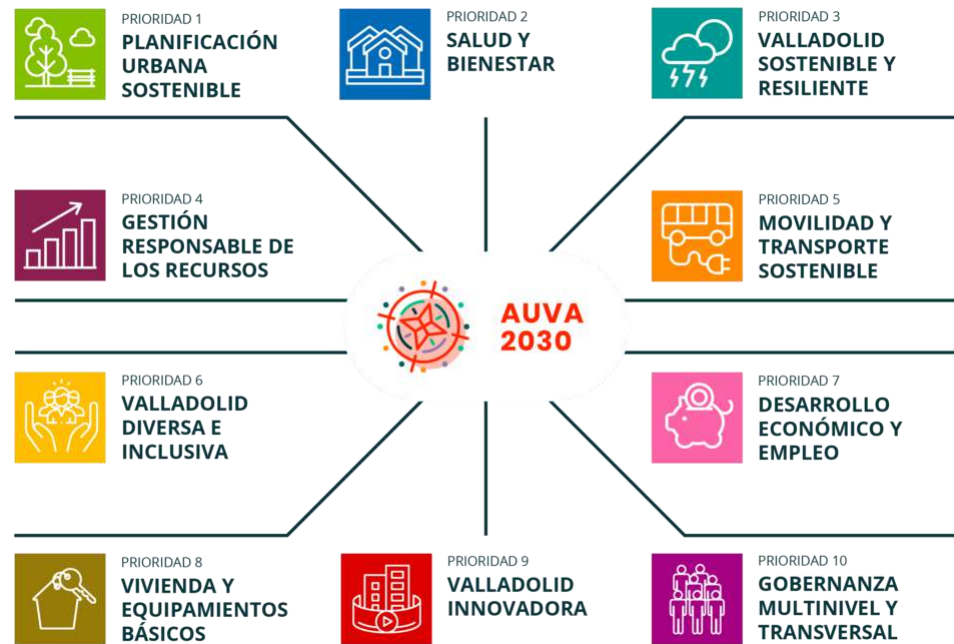 PRIORIDAD 1
PLANIFICACIÓN
URBANA
SOSTENIBLE
PRIORIDAD 2
SALUD Y
BIENESTAR
PRIORIDAD 3
VALLADOLID
SOSTENIBLE Y
RESILIENTE
PRIORIDAD 4
GESTIÓN
RESPONSABLE DE
LOS RECURSOS
PRIORIDAD 5
MOVILIDAD Y
TRANSPORTE
SOSTENIBLE
AUVA
2030
PRIORIDAD 6
VALLADOLID
DIVERSA E
INCLUSIVA
PRIORIDAD 7
DESARROLLO
ECONÓMICO Y
EMPLEO
PRIORIDAD 8
VIVIENDA Y
EQUIPAMIENTOS
BÁSICOS
PRIORIDAD 9
VALLADOLID
INNOVADORA
PRIORIDAD 10
GOBERNANZA
MULTINIVEL Y
TRANSVERSAL